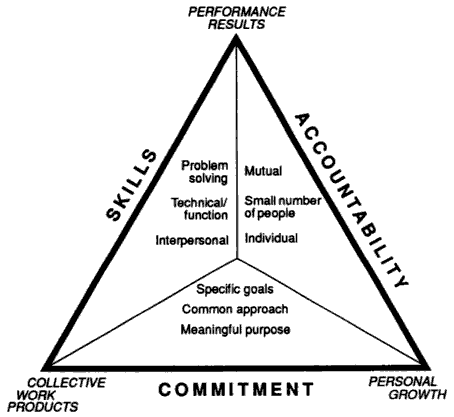 PERFORMANCE
RESULTS
SKILLS
ACCOUNTABILITY
Problem
solving
Mutual
Technical/
function
Small number
of people
Interpersonal
Individual
Specific goals
Common approach
Meaningful purpose
COLLECTIVE
WORK
PRODUCTS
COMMITMENT
PERSONAL
GROWTH